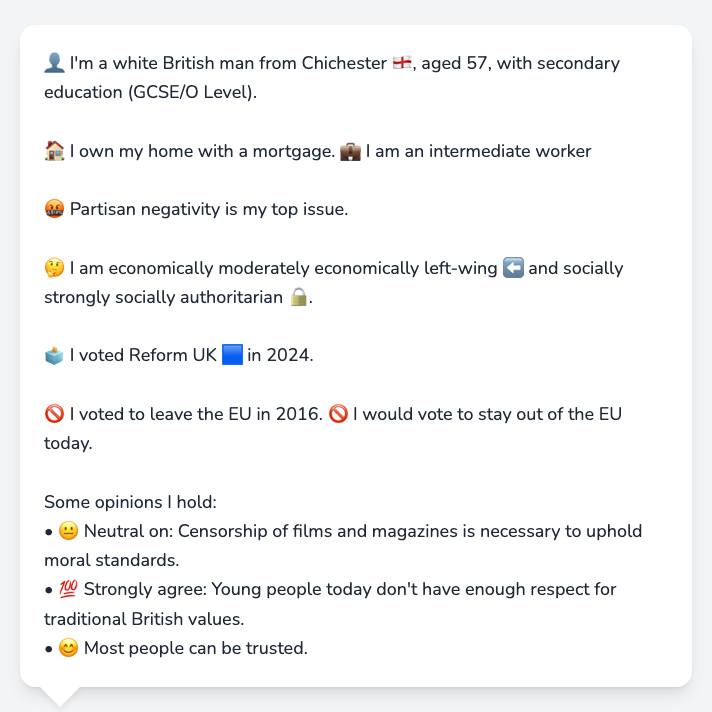 👤 I'm a white British man from Chichester 🏴󠁧󠁢󠁥󠁮󠁧󠁿, aged 57, with secondary
education (GCSE/O Level).
🏠 I own my home with a mortgage. 💼 I am an intermediate worker
🤬 Partisan negativity is my top issue.
🤔 I am economically moderately economically left-wing ⬅️ and socially
strongly socially authoritarian 🔒.
🗳️ I voted Reform UK 🟦 in 2024.
🚫 I voted to leave the EU in 2016. 🚫 I would vote to stay out of the EU
today.
Some opinions I hold:
• 😐 Neutral on: Censorship of films and magazines is necessary to uphold
moral standards.
• 💯 Strongly agree: Young people today don't have enough respect for
traditional British values.
• 😊 Most people can be trusted.